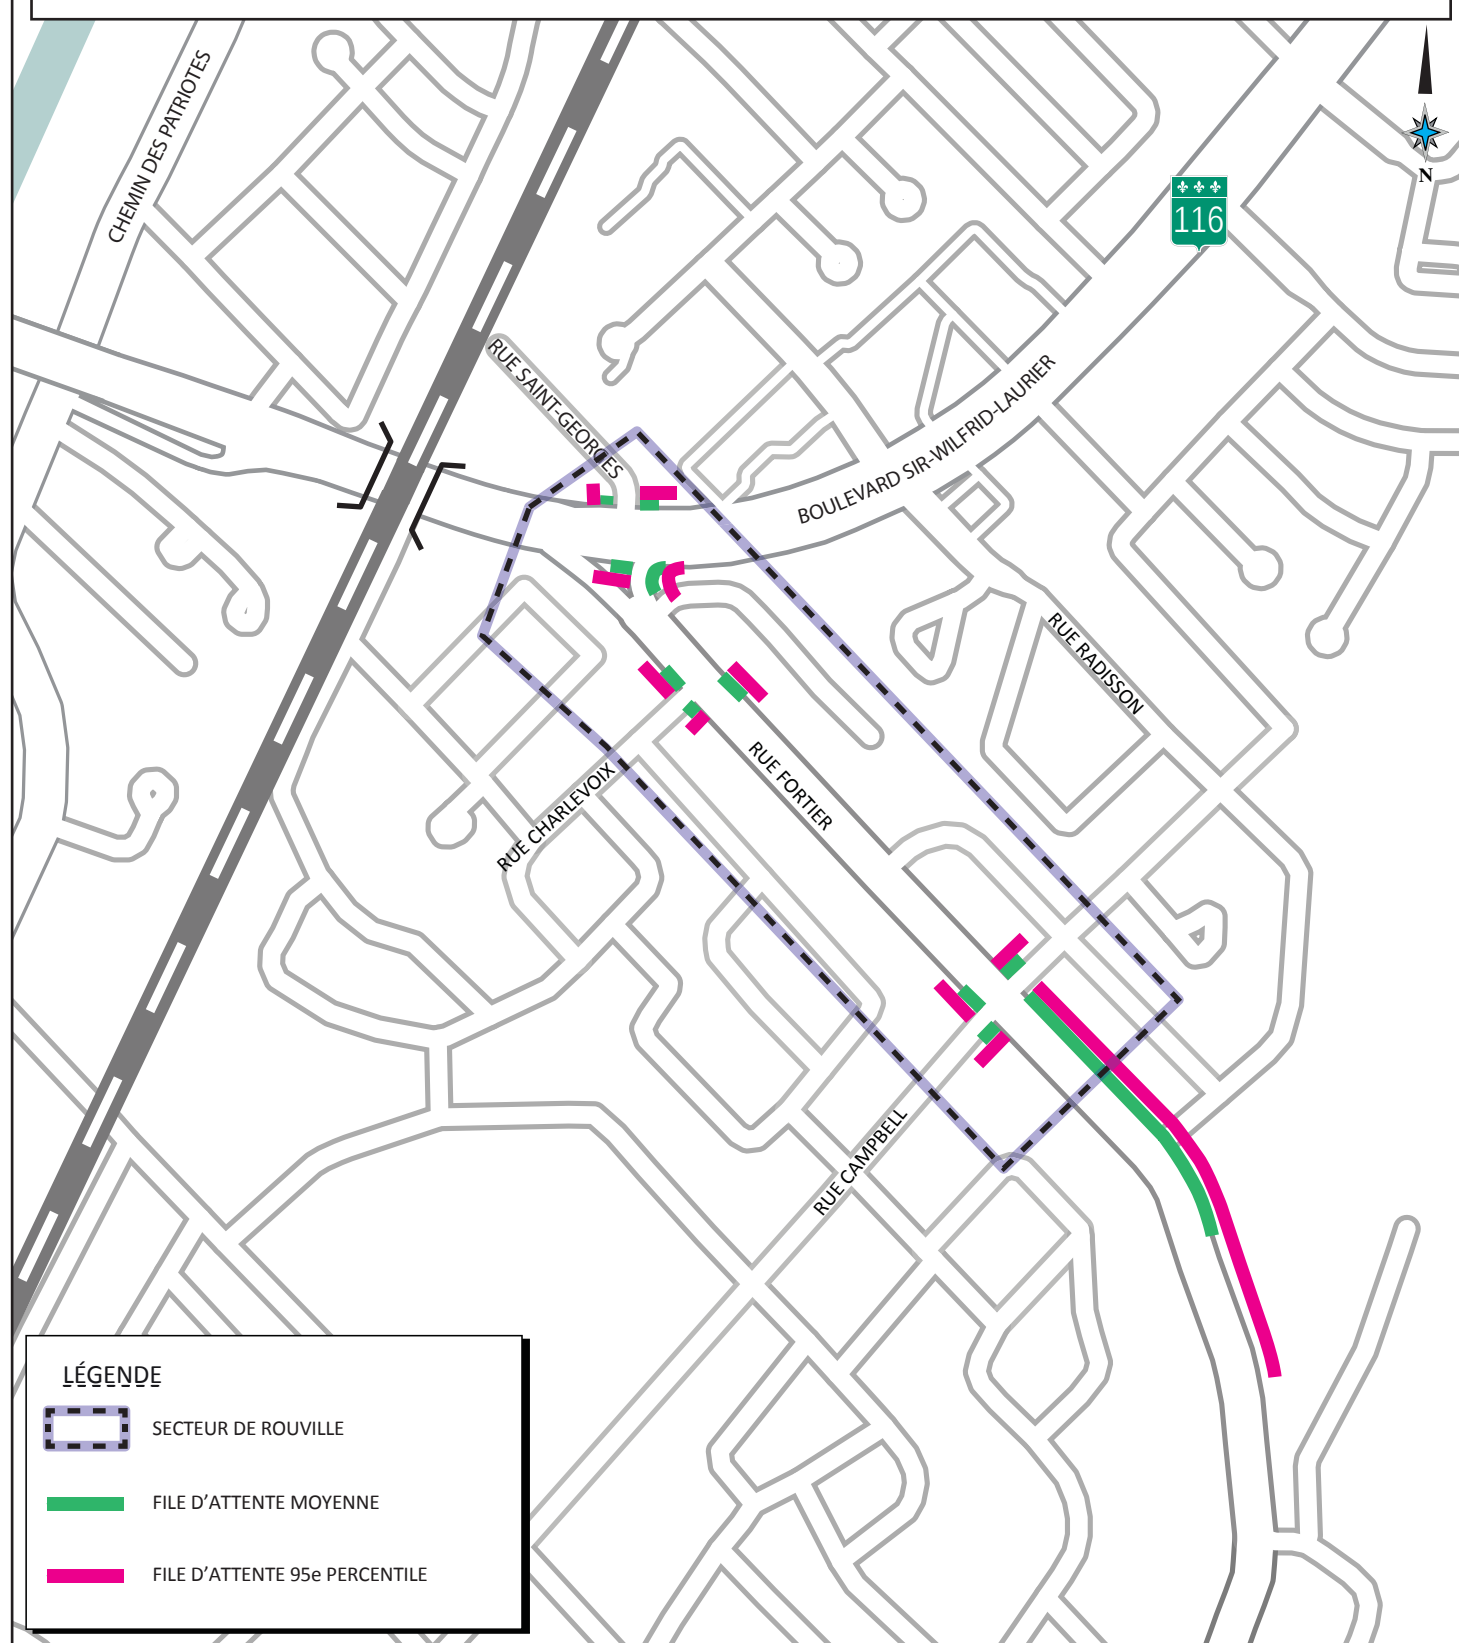 CHEMIN DES PATRIOTES
116
N
RUE SAINT-GEORGES
BOULEVARD SIR-WILFRID-LAURIER
RUE RADISSON
RUE FORTIER
RUE CHARLEVOIX
RUE CAMPBELL
LÉGENDE
SECTEUR DE ROUVILLE
FILE D'ATTENTE MOYENNE
FILE D'ATTENTE 95e PERCENTILE